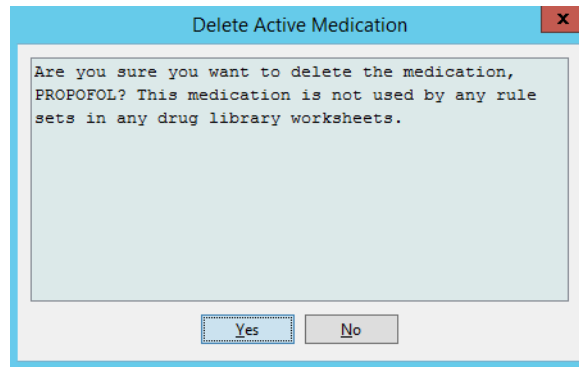 Delete Active Medication
x
Are you sure you want to delete the medication,
PROPOFOL? This medication is not used by any rule
sets in any drug library worksheets.
Yes No